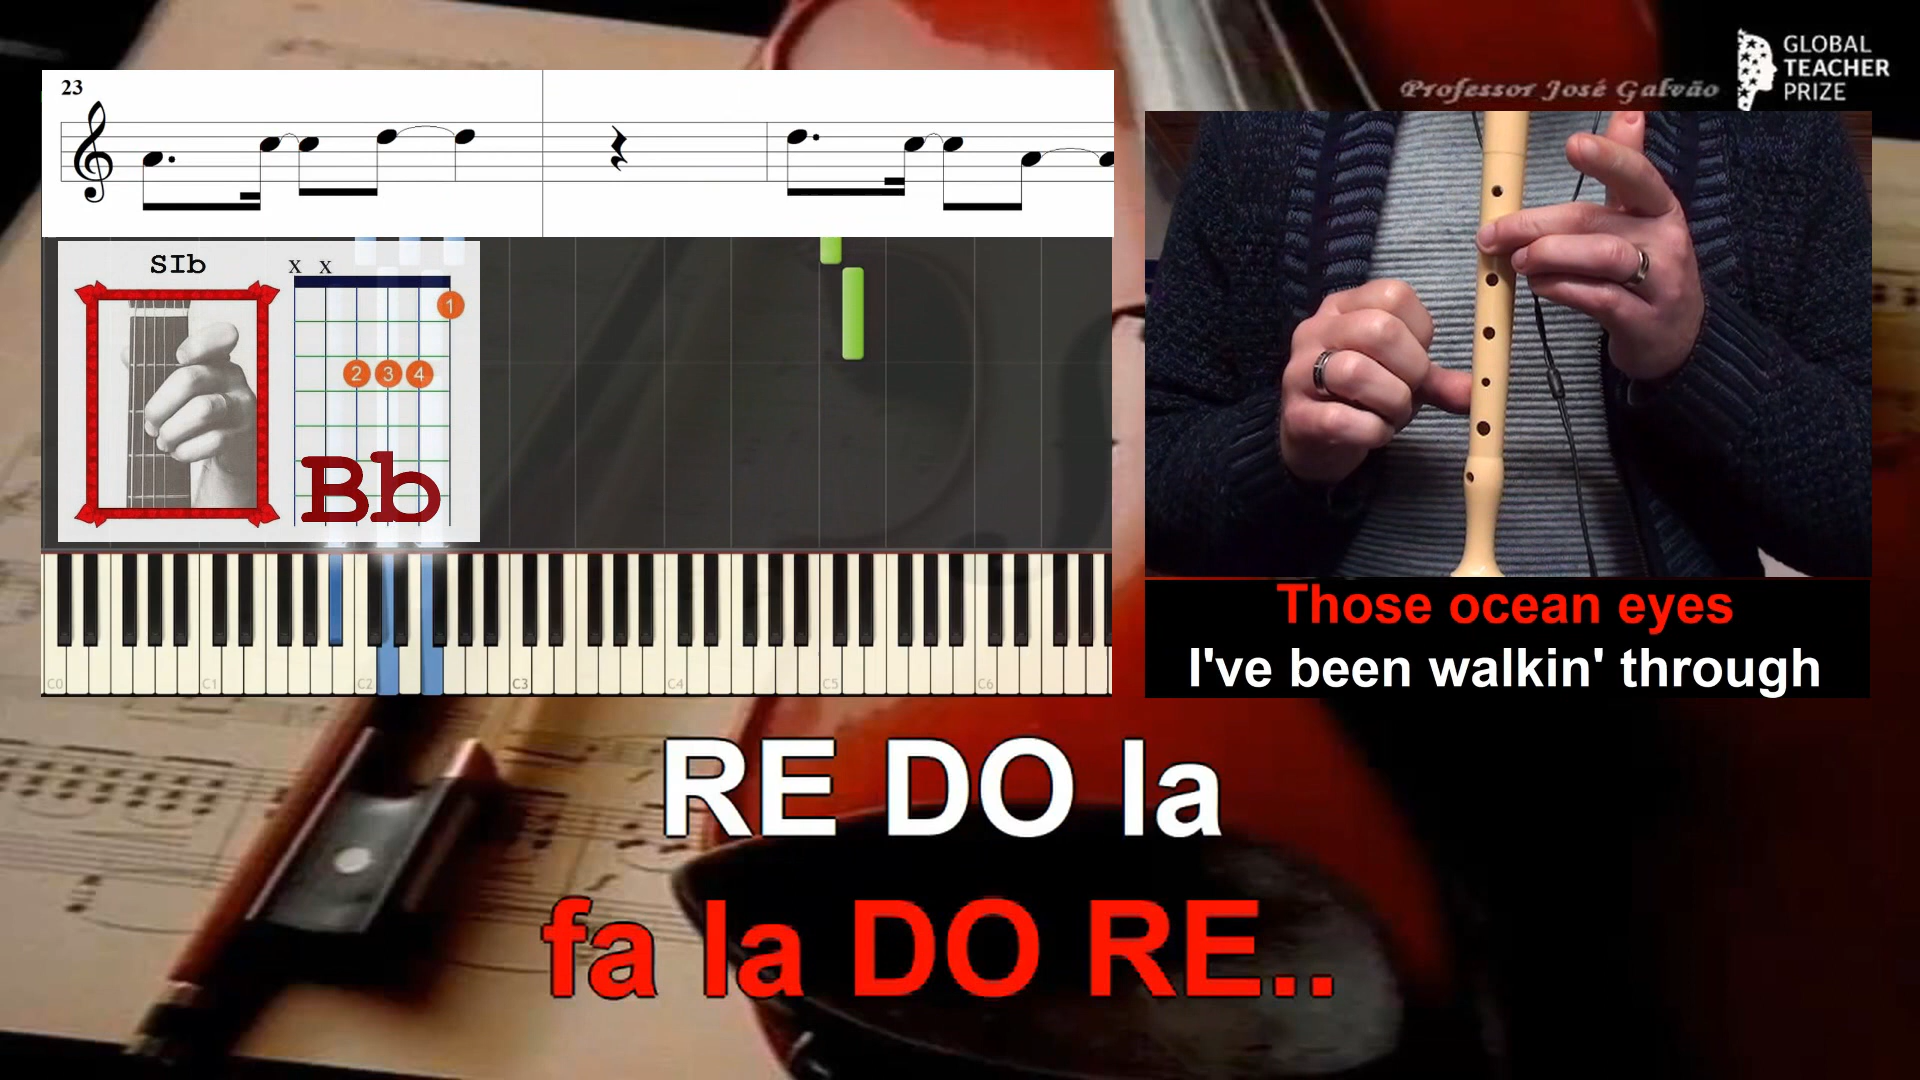 Professor José Galvão
GLOBAL
TEACHER
PRIZE
23
SIb
x x
1
2 3 4
Bb
C0 C1 C2 C3 C4 C5 C6
Those ocean eyes
I've been walkin' through
RE DO la
fa la DO RE..